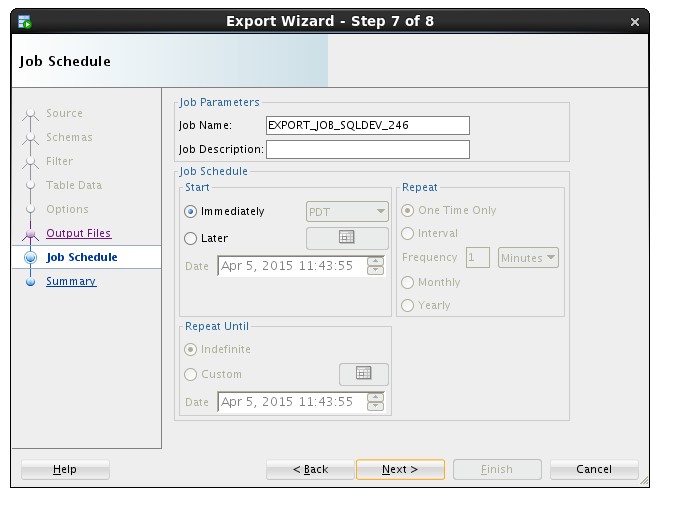 Export Wizard - Step 7 of 8
Job Schedule
Source
Schemas
Filter
Table Data
Options
Output Files
Job Schedule
Summary
Job Parameters
Job Name: EXPORT_JOB_SQLDEV_246
Job Description:
Job Schedule
Start
Immediately PDT
Later
Date Apr 5, 2015 11:43:55
Repeat
One Time Only
Interval
Frequency 1 Minutes
Monthly
Yearly
Repeat Until
Indefinite
Custom
Date Apr 5, 2015 11:43:55
Help < Back Next > Finish Cancel